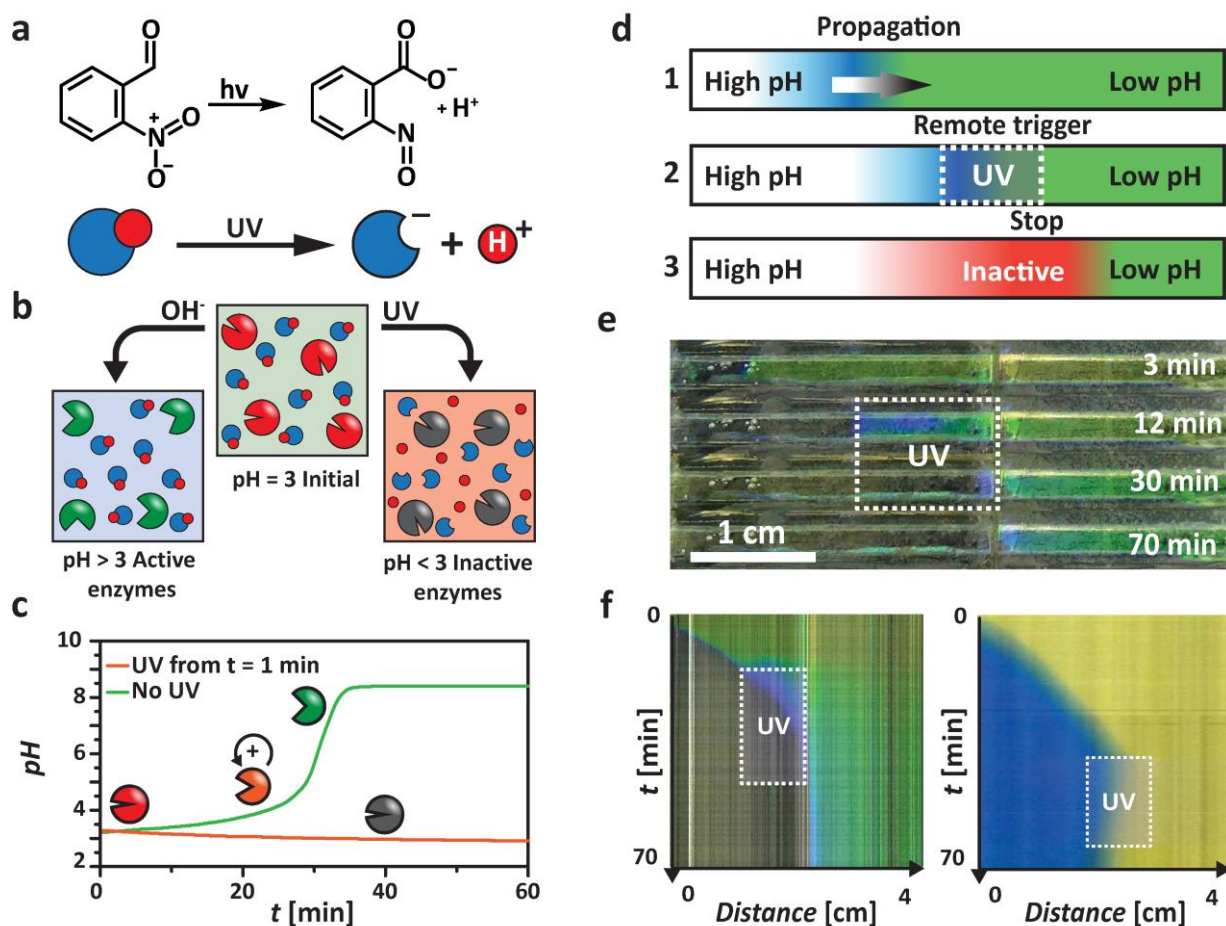 a
O
hν
O
O⁻
+ H⁺
N⁺
O
O⁻
N
O
UV
−
+
H
+
b
OH⁻
UV
pH = 3 Initial
pH > 3 Active
enzymes
pH < 3 Inactive
enzymes
c
10
8
6
4
2
pH
UV from t = 1 min
No UV
+
0
20
40
60
t [min]
d
Propagation
1
High pH
Low pH
Remote trigger
2
High pH
UV
Low pH
Stop
3
High pH
Inactive
Low pH
e
3 min
12 min
UV
30 min
1 cm
70 min
f
0
t [min]
UV
70
0
4
Distance [cm]
0
t [min]
UV
70
0
4
Distance [cm]